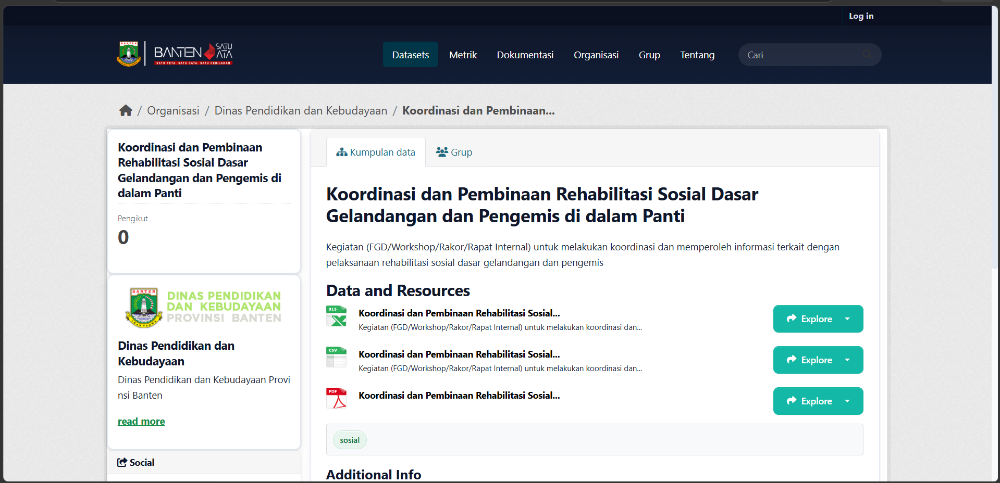 Log in
BANTEN
BANTEN SATU
ATA
SATU PETA. SATU DATA. SATU KEBIJAKAN
Datasets
Metrik
Dokumentasi
Organisasi
Grup
Tentang
Cari
/ Organisasi / Dinas Pendidikan dan Kebudayaan / Koordinasi dan Pembinaan...
Koordinasi dan Pembinaan
Rehabilitasi Sosial Dasar
Gelandangan dan Pengemis di
dalam Panti
Pengikut
0
BANTEN
IMAN TAQWA
DINAS PENDIDIKAN
DAN KEBUDAYAAN
PROVINSI BANTEN
Dinas Pendidikan dan
Kebudayaan
Dinas Pendidikan dan Kebudayaan Provi
nsi Banten
read more
Social
Kumpulan data
Grup
Koordinasi dan Pembinaan Rehabilitasi Sosial Dasar
Gelandangan dan Pengemis di dalam Panti
Kegiatan (FGD/Workshop/Rakor/Rapat Internal) untuk melakukan koordinasi dan memperoleh informasi terkait dengan
pelaksanaan rehabilitasi sosial dasar gelandangan dan pengemis
Data and Resources
XLS
Koordinasi dan Pembinaan Rehabilitasi Sosial...
Kegiatan (FGD/Workshop/Rakor/Rapat Internal) untuk melakukan koordinasi dan...
Explore
CSV
Koordinasi dan Pembinaan Rehabilitasi Sosial...
Kegiatan (FGD/Workshop/Rakor/Rapat Internal) untuk melakukan koordinasi dan...
Explore
PDF
Koordinasi dan Pembinaan Rehabilitasi Sosial...
Explore
sosial
Additional Info